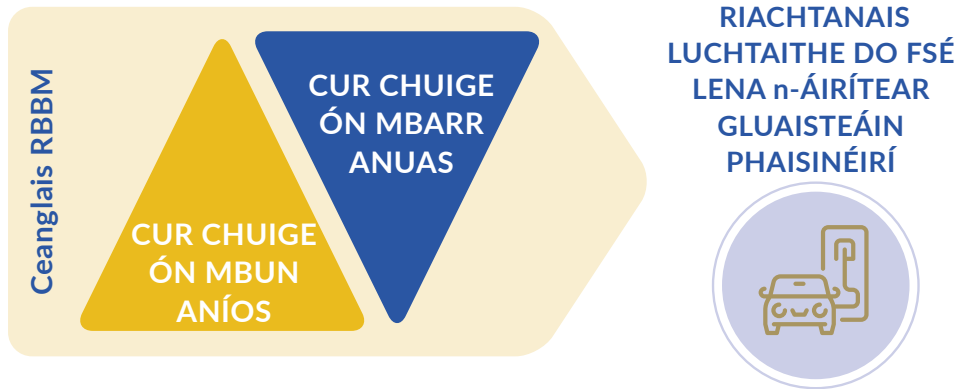 Ceanglais RBBM
CUR CHUIGE
ÓN MBUN
ANÍOS
CUR CHUIGE
ÓN MBARR
ANUAS
RIACHTANAIS
LUCHTAITHE DO FSÉ
LENA n-ÁIRÍTEAR
GLUAISTEÁIN
PHAISINÉIRÍ